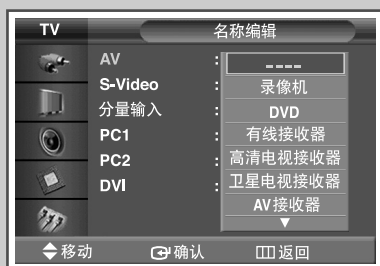 TV 名称编辑
AV : ----
S-Video : 录像机
分量输入 : DVD
PC1 : 有线接收器
PC2 : 高清电视接收器
DVI : 卫星电视接收器
AV接收器
▼
移动 确认 返回